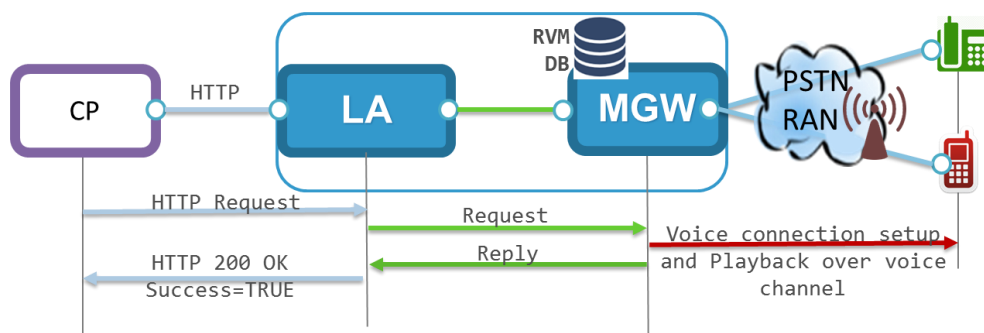 RVM
DB
CP
HTTP
LA
MGW
PSTN
RAN
HTTP Request
Request
Voice connection setup
and Playback over voice
channel
Reply
HTTP 200 OK
Success=TRUE